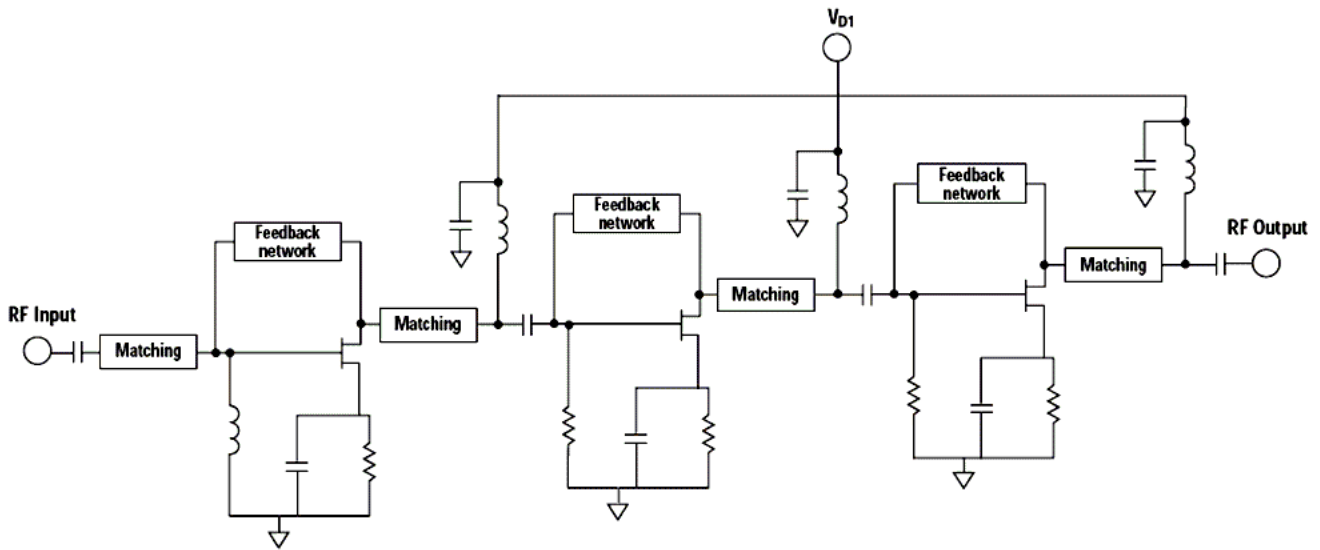 V_D1
Feedback
network
RF Output
Matching
Feedback
network
Matching
Feedback
network
Matching
RF Input
Matching